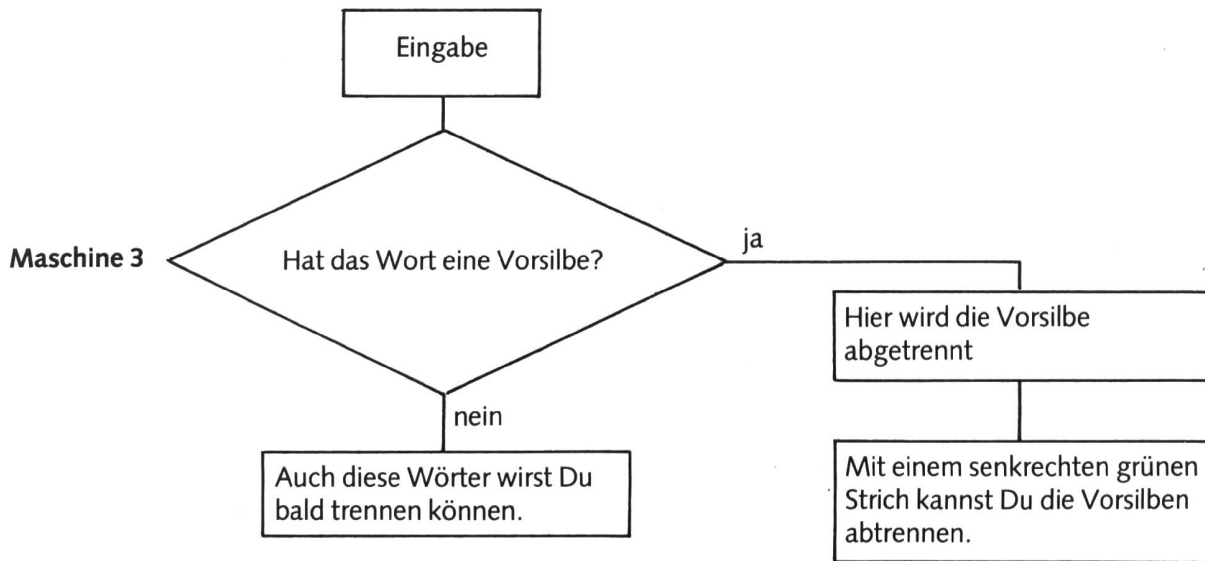 Eingabe
Maschine 3
Hat das Wort eine Vorsilbe?
ja
Hier wird die Vorsilbe
abgetrennt
nein
Auch diese Wörter wirst Du
bald trennen können.
Mit einem senkrechten grünen
Strich kannst Du die Vorsilben
abtrennen.